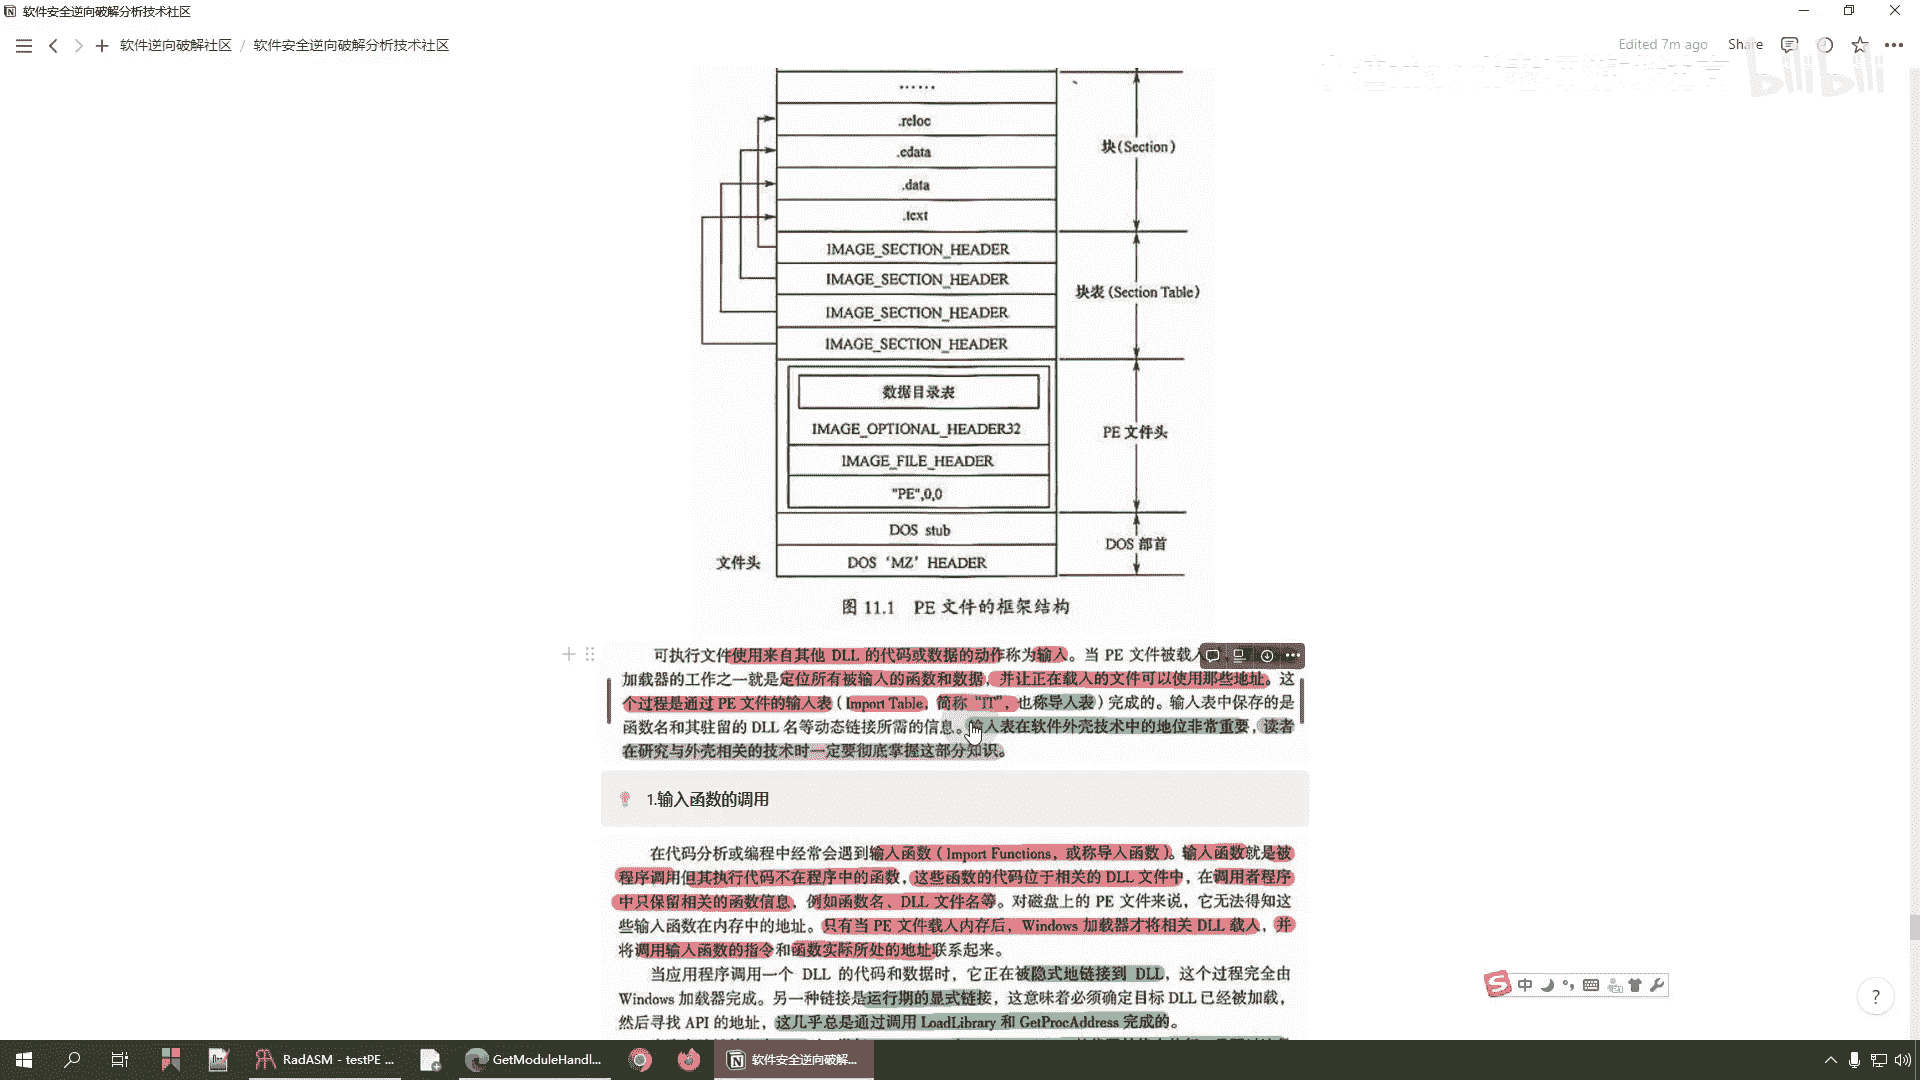 软件安全逆向破解分析技术社区
软件逆向破解社区 / 软件安全逆向破解分析技术社区
Edited 7m ago Share
bilibili
……
.reloc
.edata
.data
.text
块(Section)
IMAGE_SECTION_HEADER
IMAGE_SECTION_HEADER
IMAGE_SECTION_HEADER
IMAGE_SECTION_HEADER
块表(Section Table)
数据目录表
IMAGE_OPTIONAL_HEADER32
IMAGE_FILE_HEADER
"PE",0,0
PE 文件头
DOS stub
DOS 部首
文件头
DOS ‘MZ’ HEADER
图 11.1 PE 文件的框架结构
可执行文件使用来自其他 DLL 的代码或数据的动作称为输入。当 PE 文件被载入
加载器的工作之一就是定位所有被输入的函数和数据,并让正在载入的文件可以使用那些地址。这
个过程是通过 PE 文件的输入表(Import Table,简称“IT”,也称导入表)完成的。输入表中保存的是
函数名和其驻留的 DLL 名等动态链接所需的信息。输入表在软件外壳技术中的地位非常重要,读者
在研究与外壳相关的技术时一定要彻底掌握这部分知识。
1.输入函数的调用
在代码分析或编程中经常会遇到输入函数(Import Functions,或称导入函数)。输入函数就是被
程序调用但其执行代码不在程序中的函数,这些函数的代码位于相关的 DLL 文件中,在调用者程序
中只保留相关的函数信息,例如函数名、DLL 文件名等。对磁盘上的 PE 文件来说,它无法得知这
些输入函数在内存中的地址。只有当 PE 文件载入内存后,Windows 加载器才将相关 DLL 载入,并
将调用输入函数的指令和函数实际所处的地址联系起来。
当应用程序调用一个 DLL 的代码和数据时,它正在被隐式地链接到 DLL,这个过程完全由
Windows 加载器完成。另一种链接是运行期的显式链接,这意味着必须确定目标 DLL 已经被加载,
然后寻找 API 的地址,这几乎总是通过调用 LoadLibrary 和 GetProcAddress 完成的。
中
?
RadASM - testPE ...
GetModuleHandl...
软件安全逆向破解...